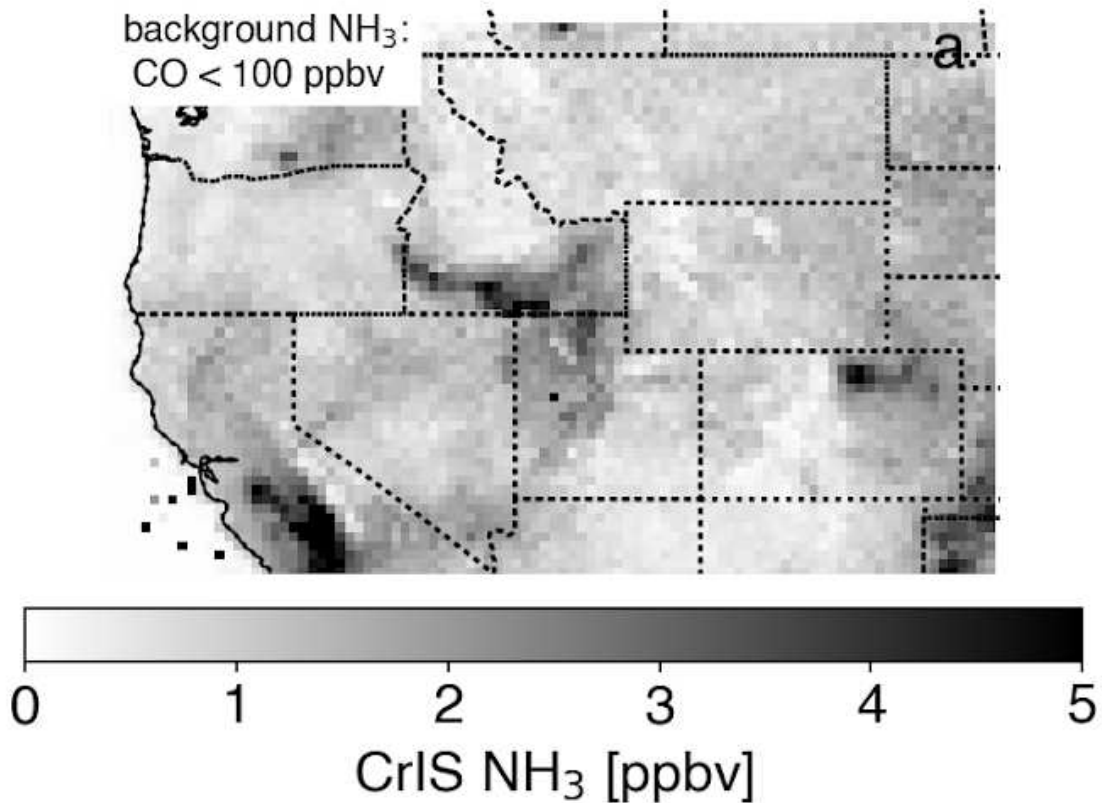 background NH₃:
CO < 100 ppbv
a.
0 1 2 3 4 5
CrIS NH₃ [ppbv]